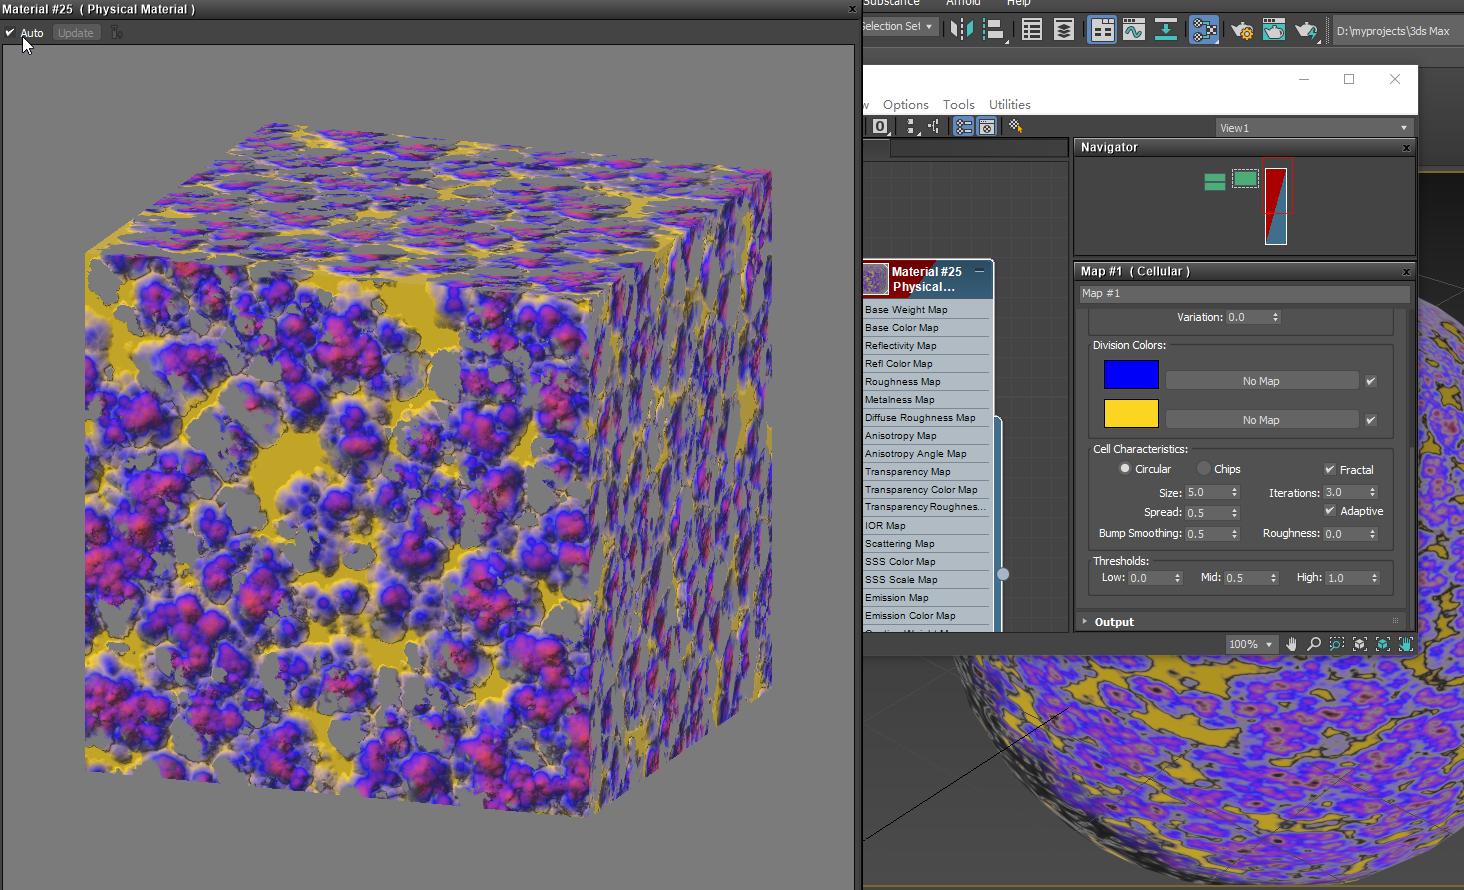 Material #25 ( Physical Material )
Auto
Update
Substance
Arnold
Help
Selection Set
D:\myprojects\3ds Max
Options
Tools
Utilities
View1
Navigator
Map #1 ( Cellular )
Map #1
Variation: 0.0
Division Colors:
No Map
No Map
Cell Characteristics:
Circular
Chips
Fractal
Size: 5.0
Iterations: 3.0
Spread: 0.5
Adaptive
Bump Smoothing: 0.5
Roughness: 0.0
Thresholds:
Low: 0.0
Mid: 0.5
High: 1.0
Output
100%
Material #25
Physical...
Base Weight Map
Base Color Map
Reflectivity Map
Refl Color Map
Roughness Map
Metalness Map
Diffuse Roughness Map
Anisotropy Map
Anisotropy Angle Map
Transparency Map
Transparency Color Map
Transparency Roughnes...
IOR Map
Scattering Map
SSS Color Map
SSS Scale Map
Emission Map
Emission Color Map